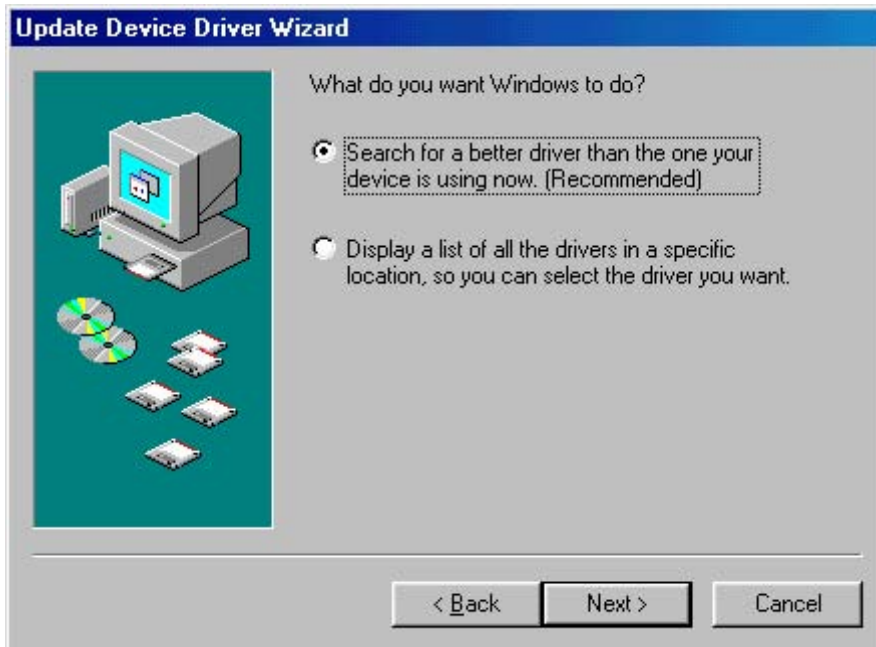 Update Device Driver Wizard
What do you want Windows to do?
Search for a better driver than the one your
device is using now. (Recommended)
Display a list of all the drivers in a specific
location, so you can select the driver you want.
< Back
Next >
Cancel